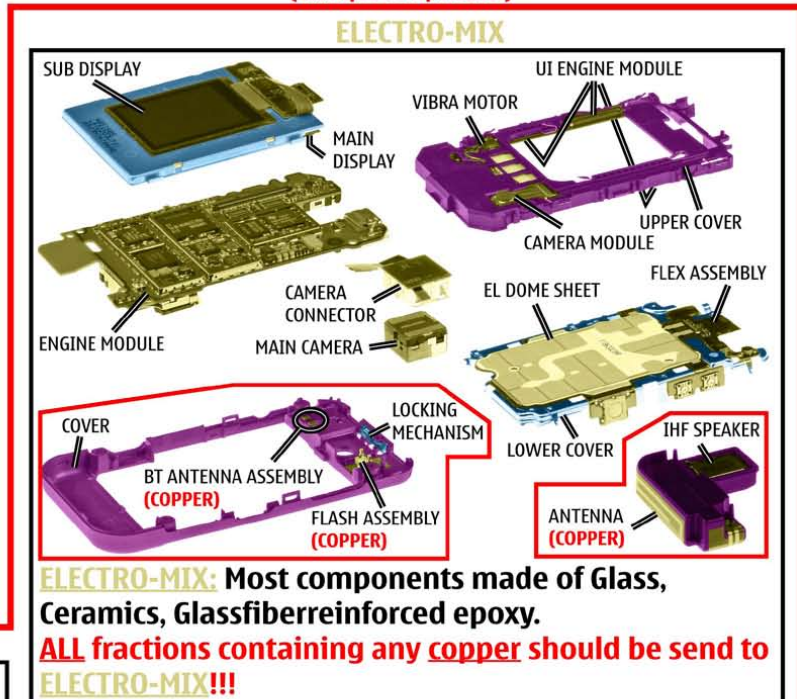 ELECTRO-MIX
SUB DISPLAY
UI ENGINE MODULE
VIBRA MOTOR
MAIN
DISPLAY
UPPER COVER
CAMERA MODULE
FLEX ASSEMBLY
EL DOME SHEET
CAMERA
CONNECTOR
ENGINE MODULE
MAIN CAMERA
COVER
LOCKING
MECHANISM
LOWER COVER
IHF SPEAKER
BT ANTENNA ASSEMBLY
(COPPER)
FLASH ASSEMBLY
(COPPER)
ANTENNA
(COPPER)
ELECTRO-MIX: Most components made of Glass,
Ceramics, Glassfiberreinforced epoxy.
ALL fractions containing any copper should be send to
ELECTRO-MIX!!!